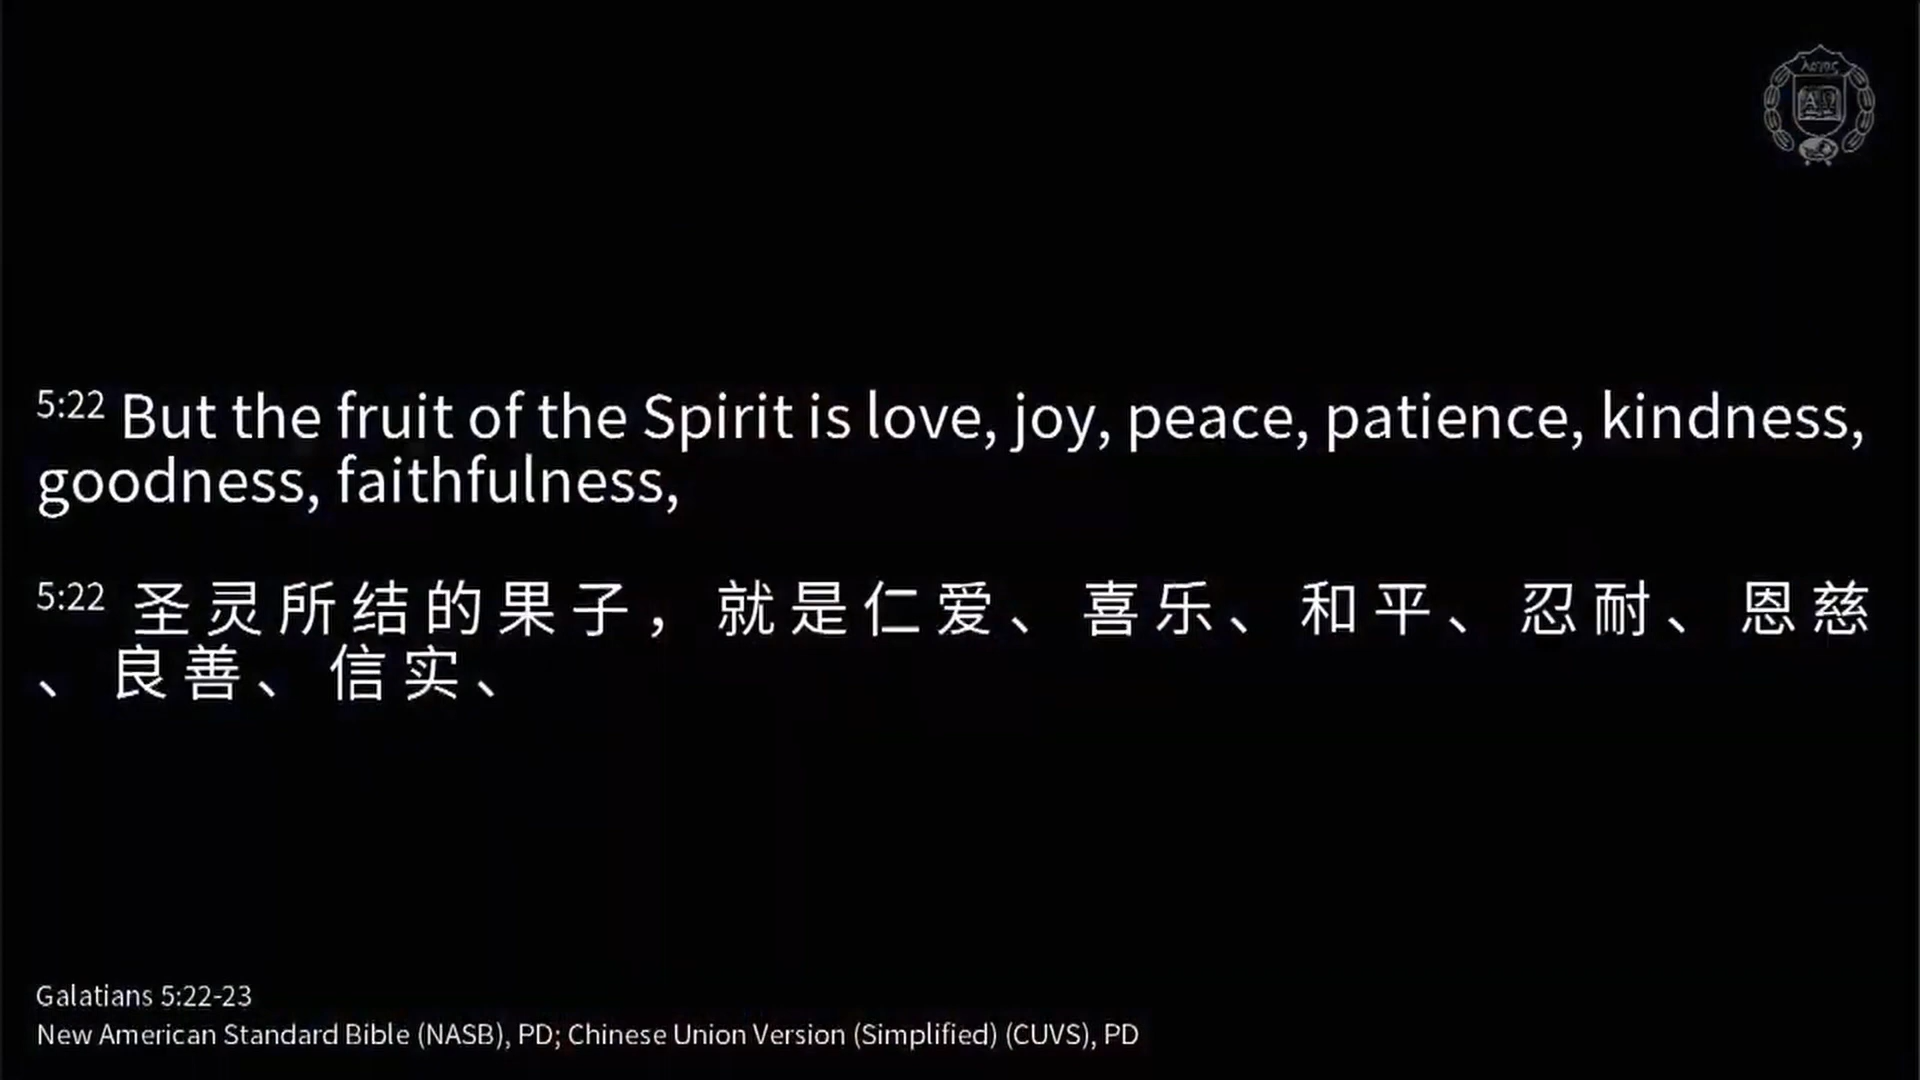 λόγος
Α Ω
5:22 But the fruit of the Spirit is love, joy, peace, patience, kindness,
goodness, faithfulness,
5:22 圣灵所结的果子，就是仁爱、喜乐、和平、忍耐、恩慈
、良善、信实、
Galatians 5:22-23
New American Standard Bible (NASB), PD; Chinese Union Version (Simplified) (CUVS), PD